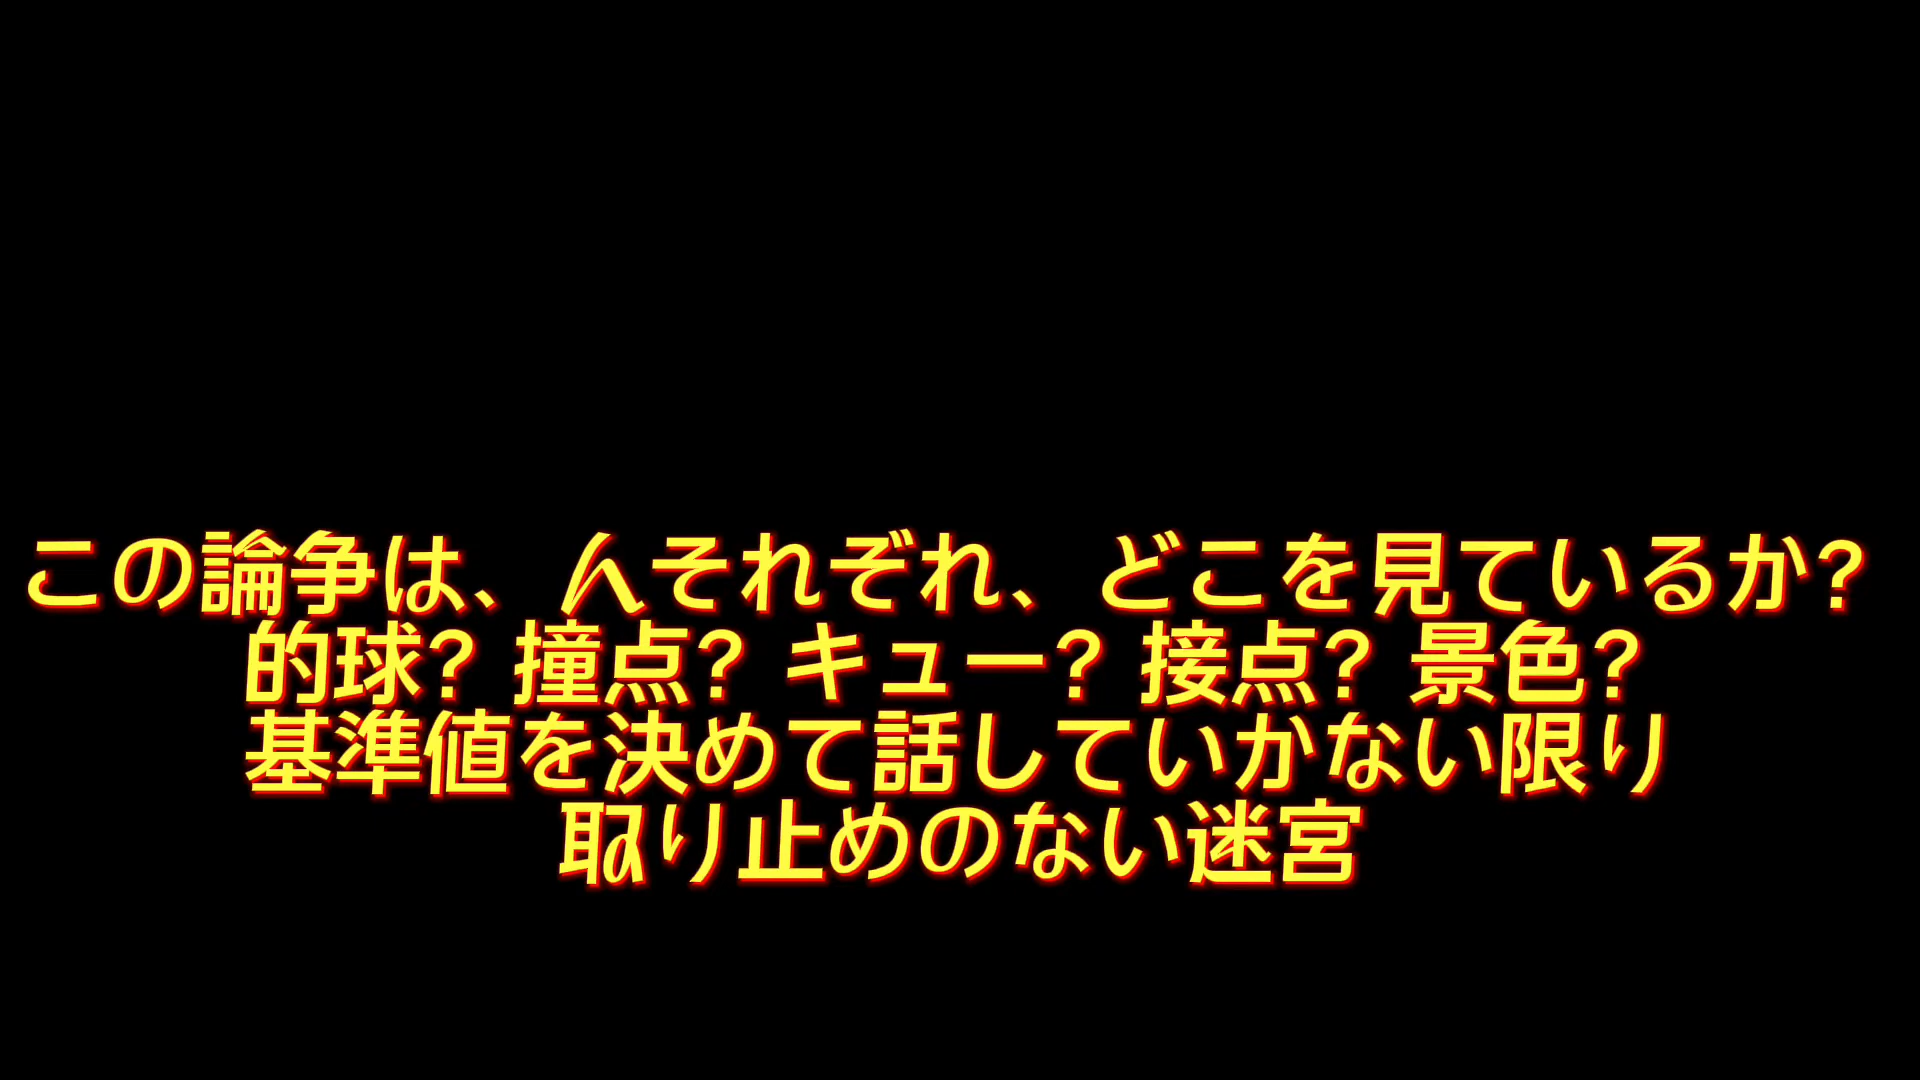 この論争は、人それぞれ、どこを見ているか？
的球？撞点？キュー？接点？景色？
基準値を決めて話していかない限り
取り止めのない迷宮